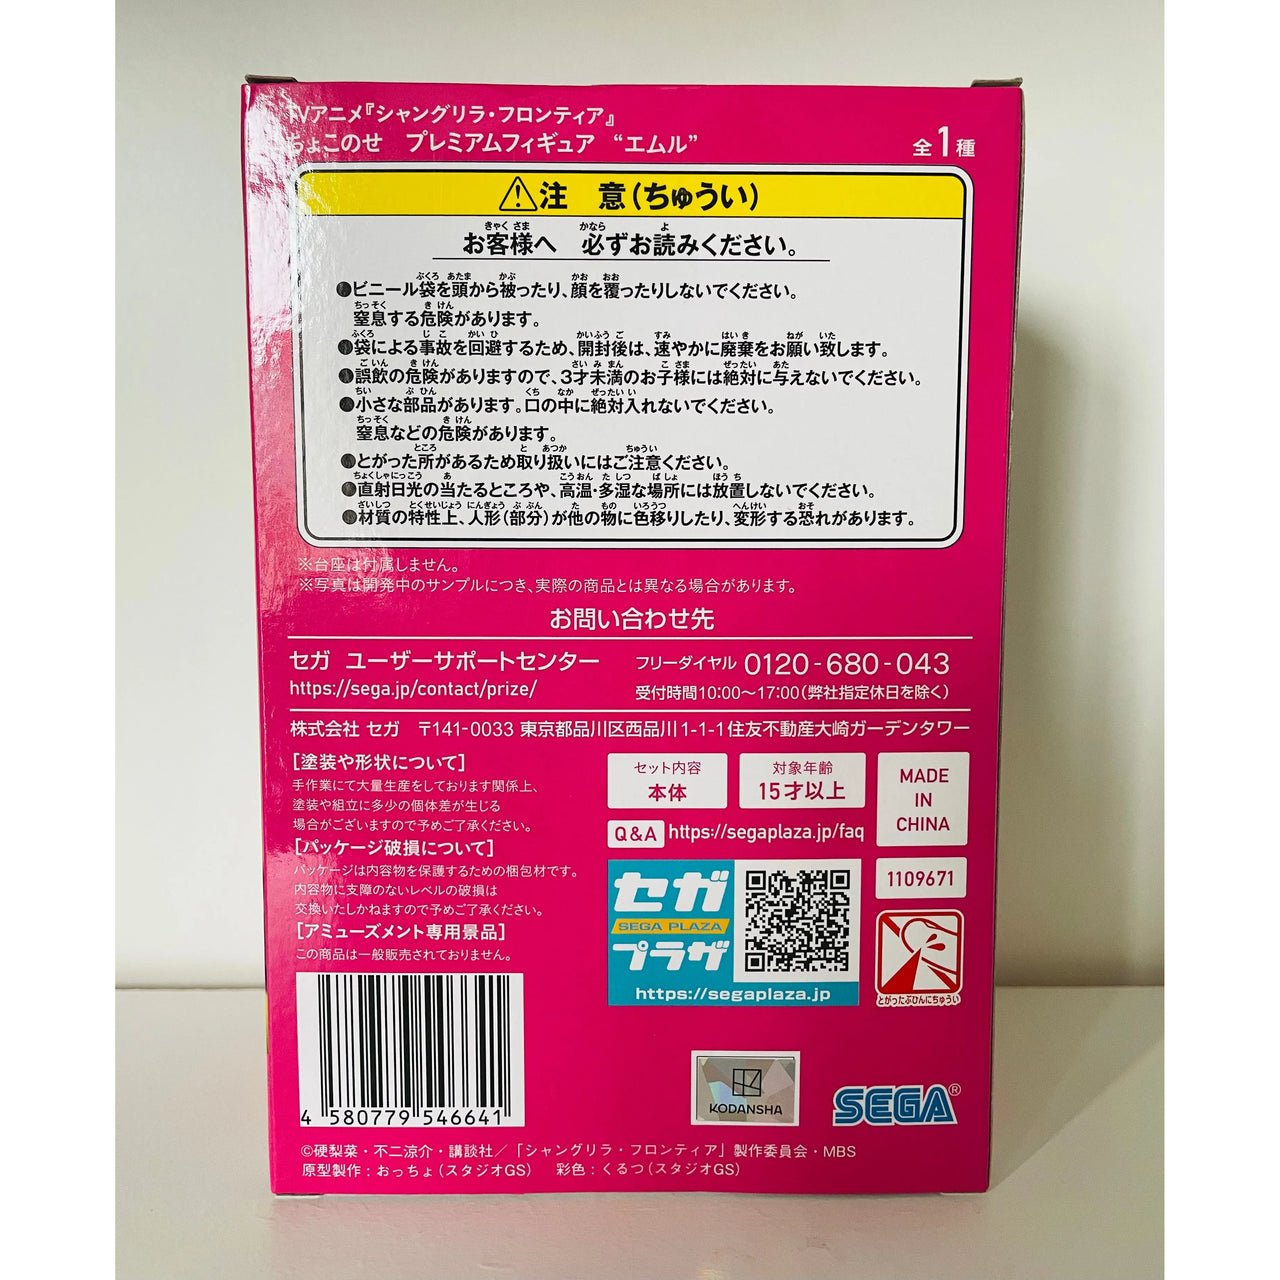 TVアニメ『シャングリラ・フロンティア』
ちょこのせ プレミアムフィギュア “エムル”
全1種
⚠注 意(ちゅうい)
お客様へ 必ずお読みください。
●ビニール袋を頭から被ったり、顔を覆ったりしないでください。
窒息する危険があります。
●袋による事故を回避するため、開封後は、速やかに廃棄をお願い致します。
●誤飲の危険がありますので、3才未満のお子様には絶対に与えないでください。
●小さな部品があります。口の中に絶対入れないでください。
窒息などの危険があります。
●とがった所があるため取り扱いにはご注意ください。
●直射日光の当たるところや、高温・多湿な場所には放置しないでください。
●材質の特性上、人形(部分)が他の物に色移りしたり、変形する恐れがあります。
※台座は付属しません。
※写真は開発中のサンプルにつき、実際の商品とは異なる場合があります。
お問い合わせ先
セガ ユーザーサポートセンター
https://sega.jp/contact/prize/
フリーダイヤル 0120-680-043
受付時間10:00〜17:00(弊社指定休日を除く)
株式会社 セガ 〒141-0033 東京都品川区西品川1-1-1住友不動産大崎ガーデンタワー
[塗装や形状について]
手作業にて大量生産をしております関係上、
塗装や組立に多少の個体差が生じる
場合がございますので予めご了承ください。
[パッケージ破損について]
パッケージは内容物を保護するための梱包材です。
内容物に支障のないレベルの破損は
交換いたしかねますので予めご了承ください。
[アミューズメント専用景品]
この商品は一般販売されておりません。
セット内容
本体
対象年齢
15才以上
MADE
IN
CHINA
Q&A https://segaplaza.jp/faq
1109671
セガ
SEGA PLAZA
プラザ
https://segaplaza.jp
とがったぶひんにちゅうい
4 580779 546641
KODANSHA
SEGA®
©硬梨菜・不二涼介・講談社/「シャングリラ・フロンティア」製作委員会・MBS
原型製作:おっちょ(スタジオGS) 彩色:くるつ(スタジオGS)